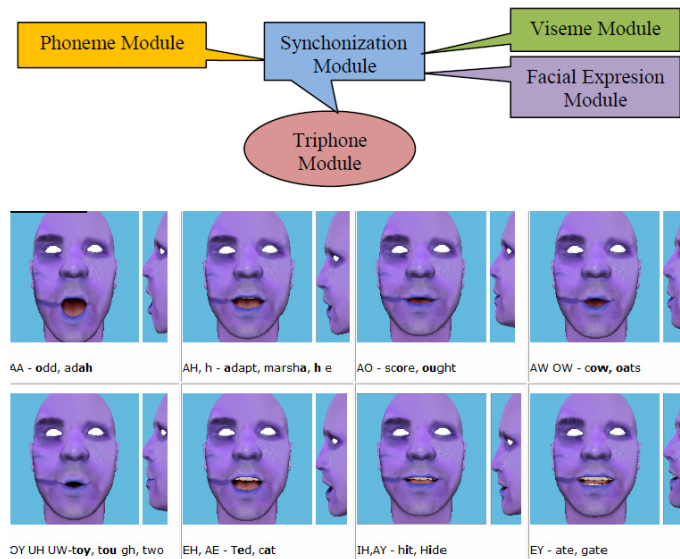 Phoneme Module
Synchonization
Module
Viseme Module
Facial Expresion
Module
Triphone
Module
AA - odd, adah
AH, h - adapt, marsha, h e
AO - score, ought
AW OW - cow, oats
OY UH UW-toy, tou gh, two
EH, AE - Ted, cat
IH,AY - hit, Hide
EY - ate, gate